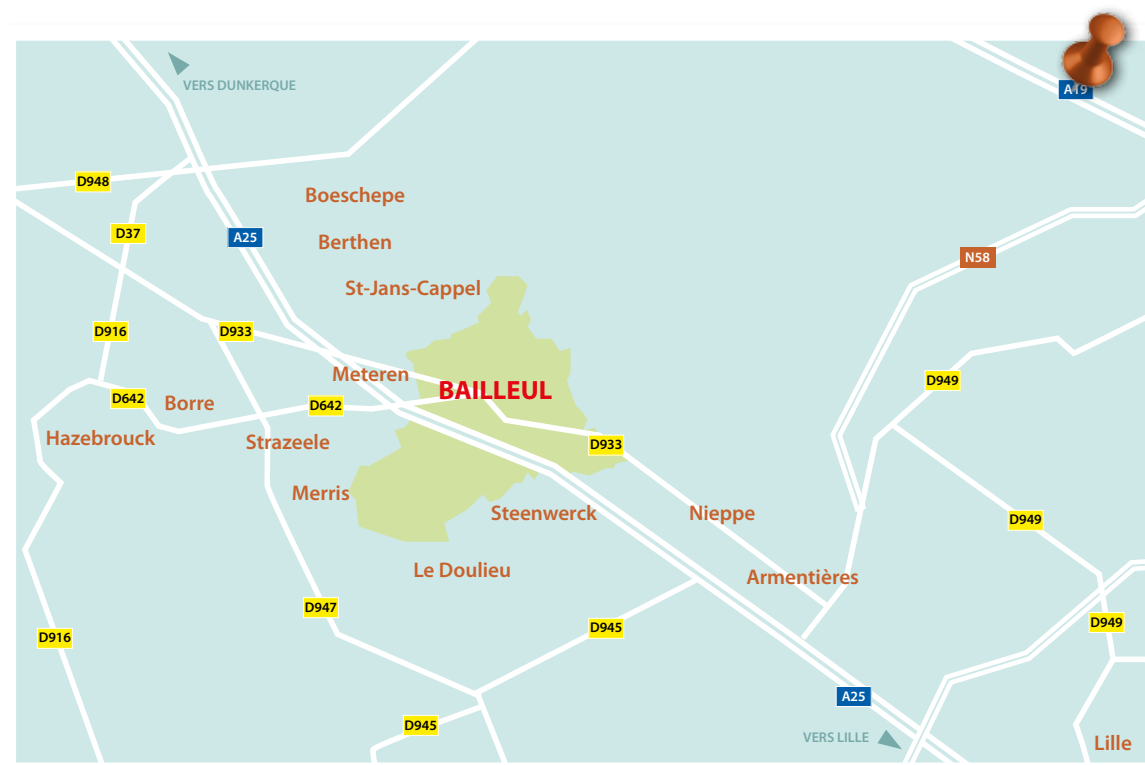 VERS DUNKERQUE
A19
D948
Boeschepe
D37
A25
Berthen
N58
St-Jans-Cappel
D916
D933
Meteren
D949
BAILLEUL
D642
Borre
D642
Hazebrouck
Strazeele
D933
Merris
Steenwerck
Nieppe
D949
Le Doulieu
Armentières
D947
D945
D949
D916
A25
D945
VERS LILLE
Lille